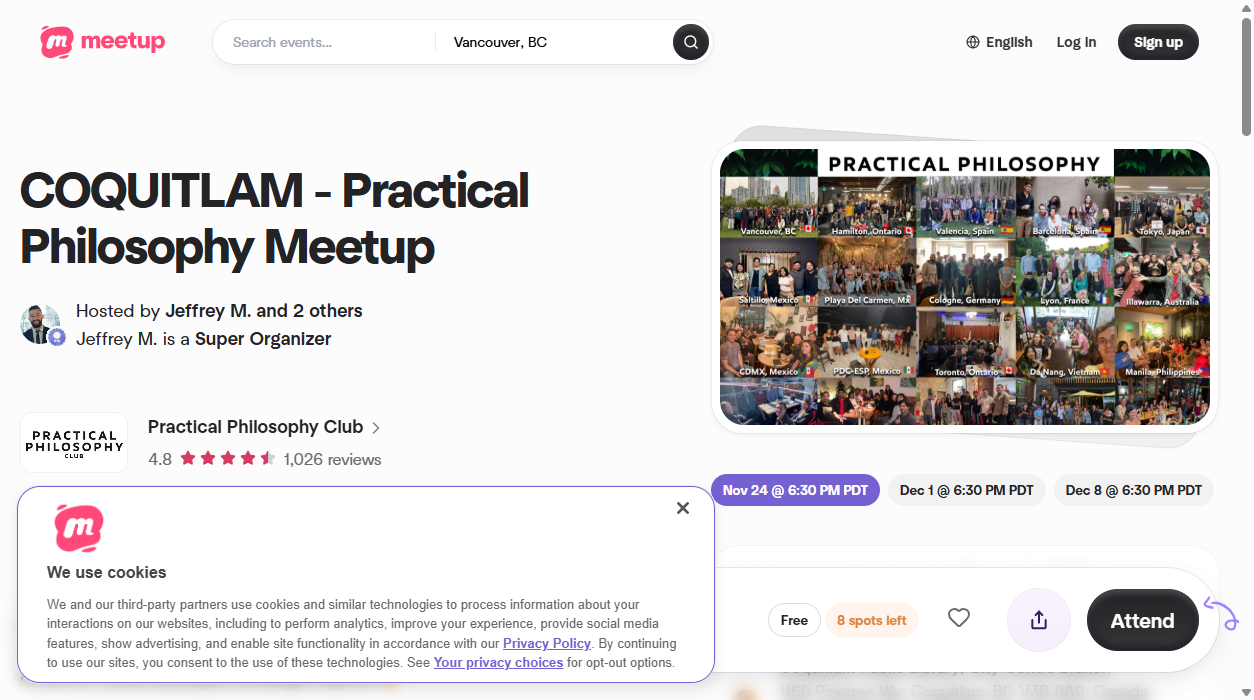 meetup
Search events...
Vancouver, BC
English
Log in
Sign up
COQUITLAM - Practical
Philosophy Meetup
Hosted by Jeffrey M. and 2 others
Jeffrey M. is a Super Organizer
PRACTICAL
PHILOSOPHY
CLUB
Practical Philosophy Club
4.8
1,026 reviews
PRACTICAL PHILOSOPHY
Vancouver, BC
Hamilton, Ontario
Valencia, Spain
Barcelona, Spain
Tokyo, Japan
Saltillo, Mexico
Playa Del Carmen, MX
Cologne, Germany
Lyon, France
Illawarra, Australia
CDMX, Mexico
PDC-ESP, Mexico
Toronto, Ontario
Da Nang, Vietnam
Manila, Philippines
Nov 24 @ 6:30 PM PDT
Dec 1 @ 6:30 PM PDT
Dec 8 @ 6:30 PM PDT
m
We use cookies
We and our third-party partners use cookies and similar technologies to process information about your
interactions on our websites, including to perform analytics, improve your experience, provide social media
features, show advertising, and enable site functionality in accordance with our Privacy Policy. By continuing
to use our sites, you consent to the use of these technologies. See Your privacy choices for opt-out options.
Free
8 spots left
Attend
1169 Pinetree Wy, Coquitlam, BC V3B 8A9, Canada